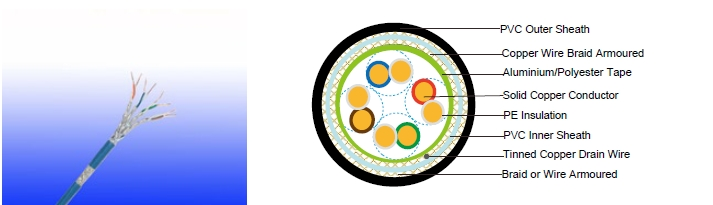 PVC Outer Sheath
Copper Wire Braid Armoured
Aluminium/Polyester Tape
Solid Copper Conductor
PE Insulation
PVC Inner Sheath
Tinned Copper Drain Wire
Braid or Wire Armoured